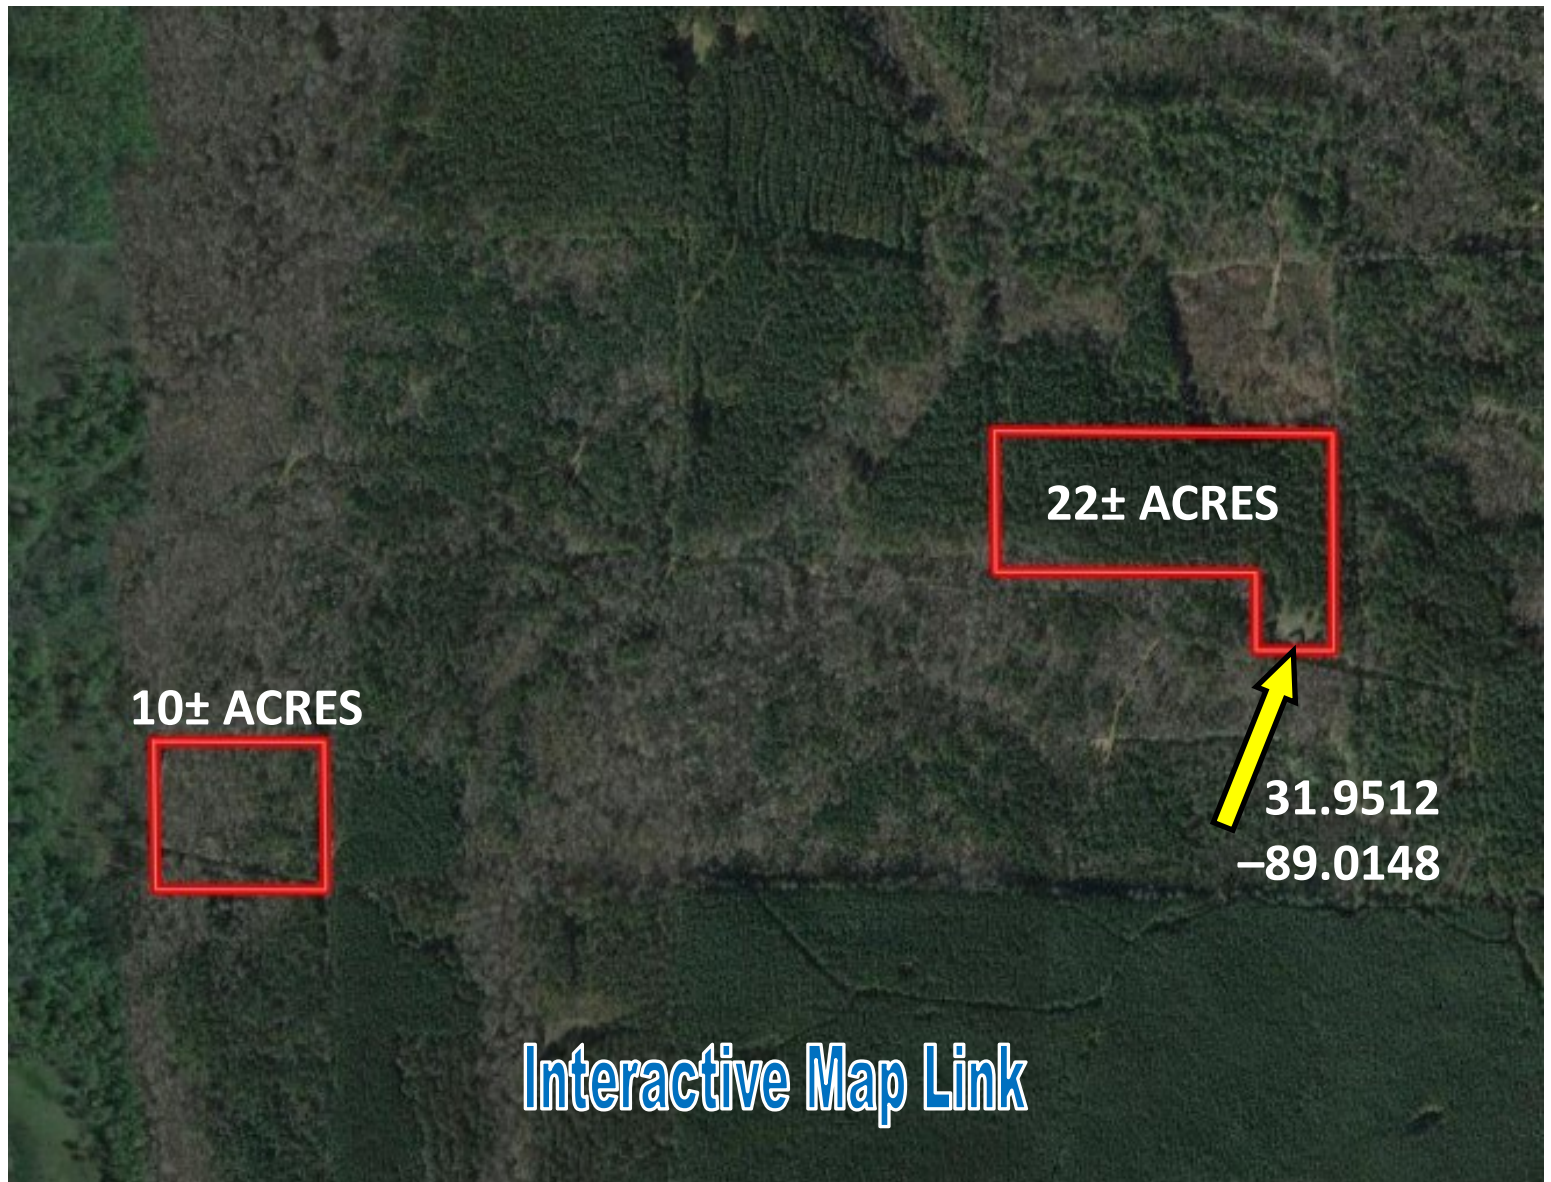 22± ACRES
10± ACRES
31.9512
–89.0148
Interactive Map Link